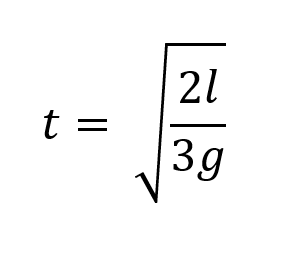 t = √(2l/3g)